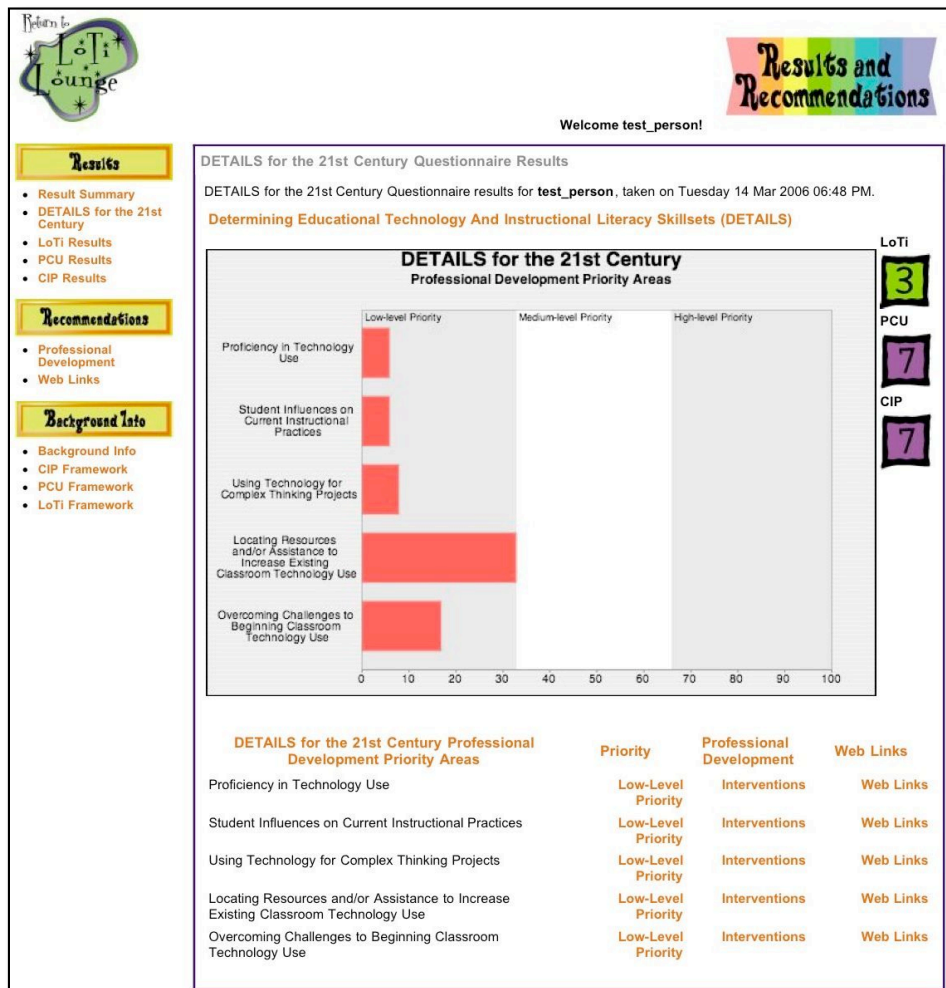 Return to
LoTi
Lounge
Results and
Recommendations
Welcome test_person!
Results
Result Summary
DETAILS for the 21st
Century
LoTi Results
PCU Results
CIP Results
Recommendations
Professional
Development
Web Links
Background Info
Background Info
CIP Framework
PCU Framework
LoTi Framework
DETAILS for the 21st Century Questionnaire Results
DETAILS for the 21st Century Questionnaire results for test_person, taken on Tuesday 14 Mar 2006 06:48 PM.
Determining Educational Technology And Instructional Literacy Skillsets (DETAILS)
DETAILS for the 21st Century
Professional Development Priority Areas
Low-level Priority Medium-level Priority High-level Priority
Proficiency in Technology
Use
Student Influences on
Current Instructional
Practices
Using Technology for
Complex Thinking Projects
Locating Resources
and/or Assistance to
Increase Existing
Classroom Technology Use
Overcoming Challenges to
Beginning Classroom
Technology Use
0 10 20 30 40 50 60 70 80 90 100
LoTi
3
PCU
7
CIP
7
DETAILS for the 21st Century Professional
Development Priority Areas
Priority
Professional
Development
Web Links
Proficiency in Technology Use Low-Level Interventions Web Links
Priority
Student Influences on Current Instructional Practices Low-Level Interventions Web Links
Priority
Using Technology for Complex Thinking Projects Low-Level Interventions Web Links
Priority
Locating Resources and/or Assistance to Increase Low-Level Interventions Web Links
Existing Classroom Technology Use Priority
Overcoming Challenges to Beginning Classroom Low-Level Interventions Web Links
Technology Use Priority